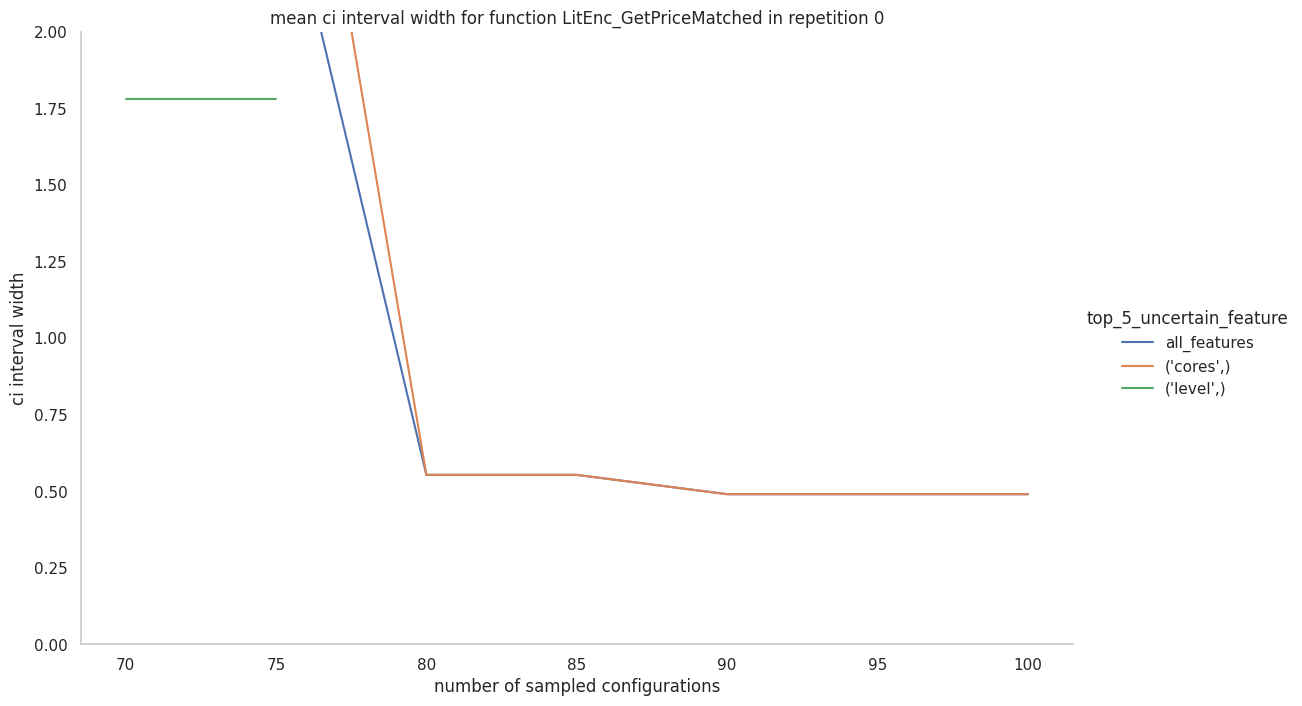 mean ci interval width for function LitEnc_GetPriceMatched in repetition 0
2.00
1.75
1.50
1.25
1.00
0.75
0.50
0.25
0.00
ci interval width
70 75 80 85 90 95 100
number of sampled configurations
top_5_uncertain_feature
all_features
('cores',)
('level',)